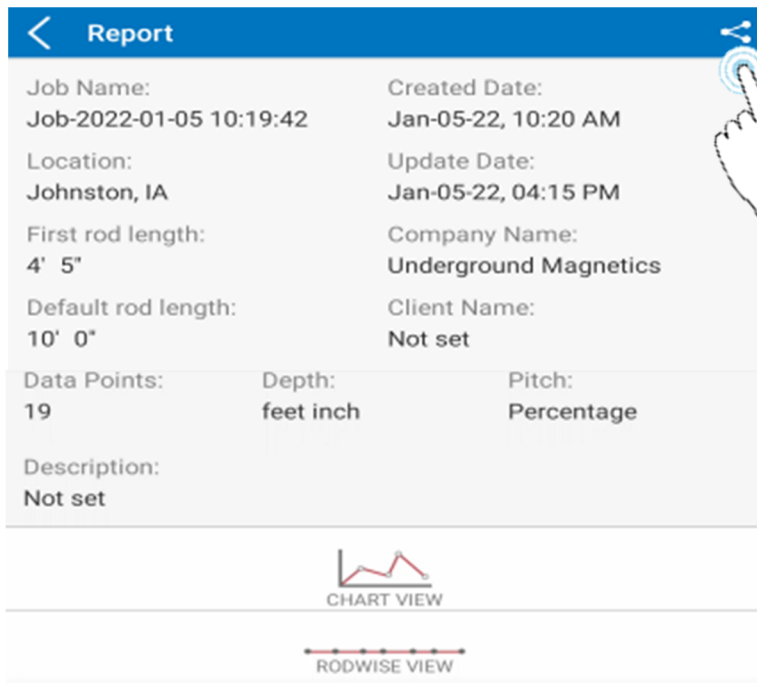 Report
Job Name: Created Date:
Job-2022-01-05 10:19:42 Jan-05-22, 10:20 AM
Location: Update Date:
Johnston, IA Jan-05-22, 04:15 PM
First rod length: Company Name:
4' 5" Underground Magnetics
Default rod length: Client Name:
10' 0" Not set
Data Points: Depth: Pitch:
19 feet inch Percentage
Description:
Not set
CHART VIEW
RODWISE VIEW